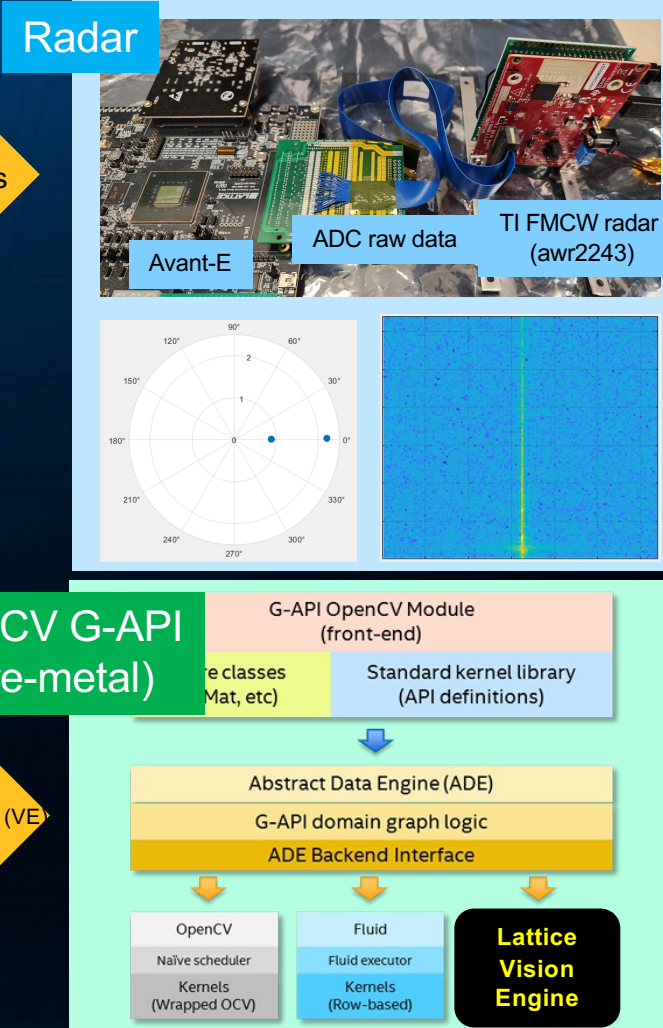 Radar
s
LATTICE
Avant-E
ADC raw data
TI FMCW radar
(awr2243)
90°
120°
60°
2
150°
30°
1
180°
0
0°
210°
330°
240°
300°
270°
CV G-API
e-metal)
G-API OpenCV Module
(front-end)
re classes
Mat, etc)
Standard kernel library
(API definitions)
Abstract Data Engine (ADE)
G-API domain graph logic
ADE Backend Interface
(VE)
OpenCV
Naïve scheduler
Kernels
(Wrapped OCV)
Fluid
Fluid executor
Kernels
(Row-based)
Lattice
Vision
Engine